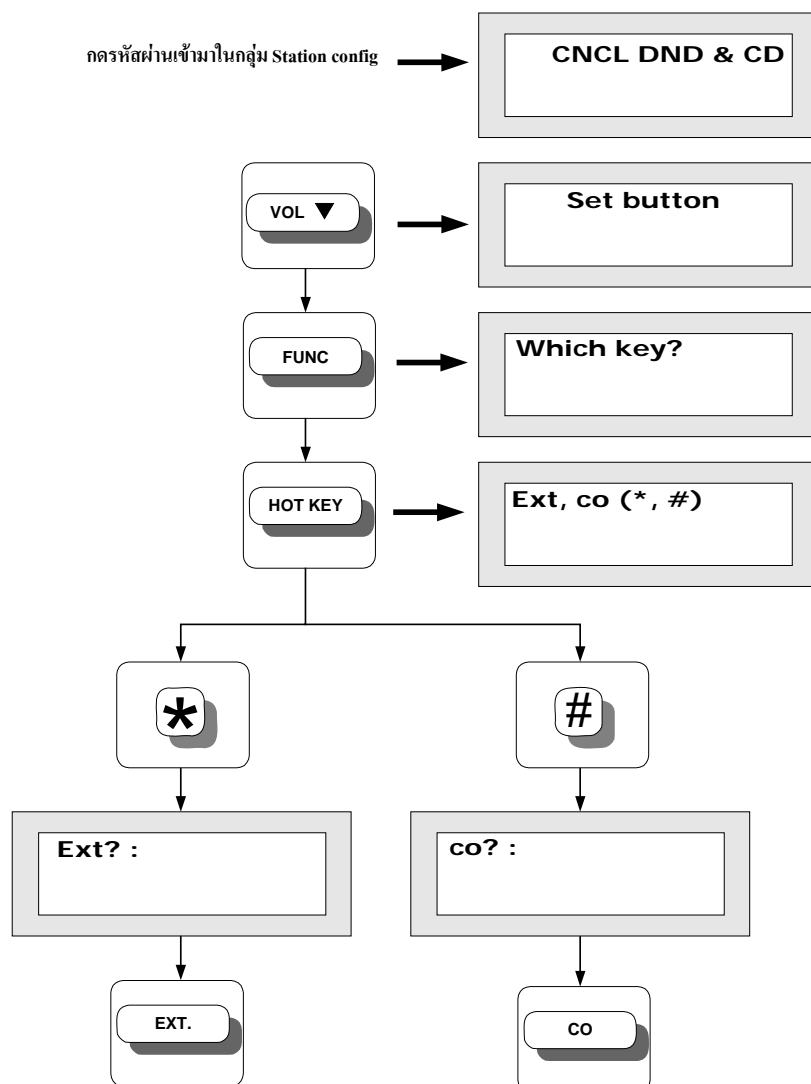 กดรหัสผ่านเข้ามาในกลุ่ม Station config
CNCL DND & CD
VOL ▼
Set button
FUNC
Which key?
HOT KEY
Ext, co (*, #)
*
#
Ext? :
co? :
EXT.
CO